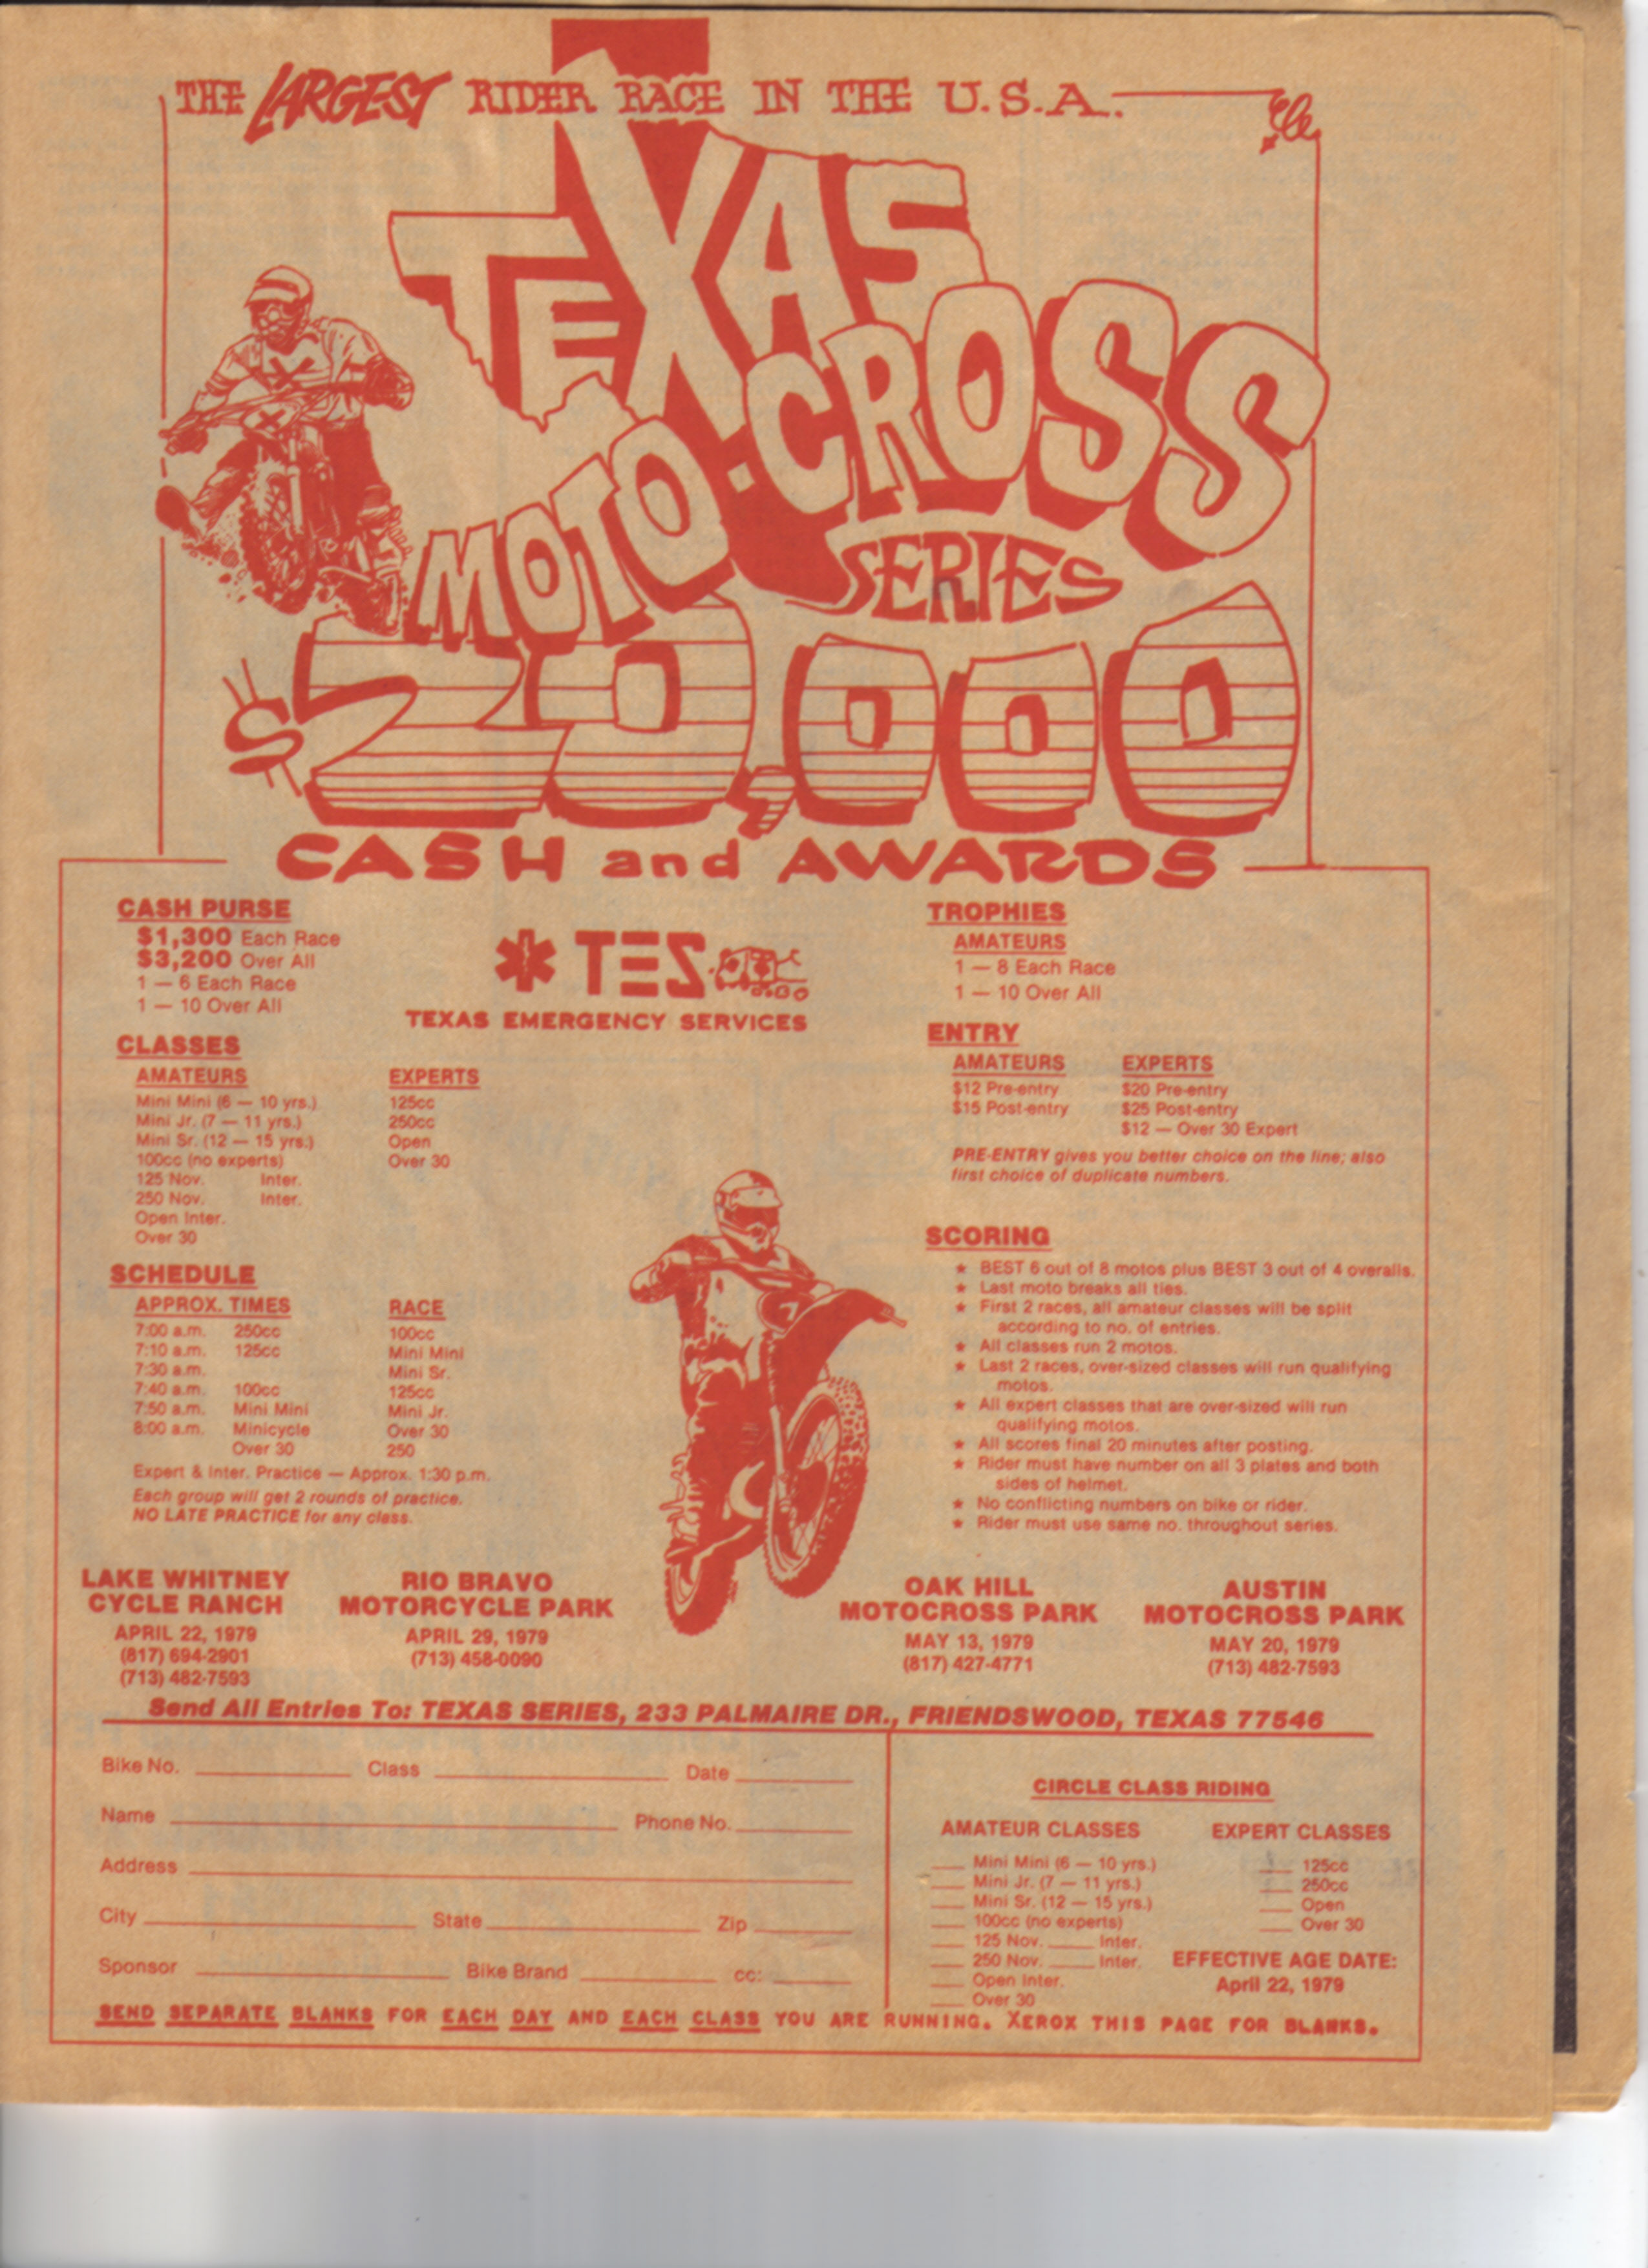 THE LARGEST RIDER RACE IN THE U.S.A.
TEXAS
MOTO-CROSS
SERIES
$20,000
CASH and AWARDS
CASH PURSE
$1,300 Each Race
$3,200 Over All
1 — 6 Each Race
1 — 10 Over All
TES
TEXAS EMERGENCY SERVICES
TROPHIES
AMATEURS
1 — 8 Each Race
1 — 10 Over All
CLASSES
AMATEURS EXPERTS
Mini Mini (6 — 10 yrs.) 125cc
Mini Jr. (7 — 11 yrs.) 250cc
Mini Sr. (12 — 15 yrs.) Open
100cc (no experts) Over 30
125 Nov. Inter.
250 Nov. Inter.
Open Inter.
Over 30
ENTRY
AMATEURS EXPERTS
$12 Pre-entry $20 Pre-entry
$15 Post-entry $25 Post-entry
$12 — Over 30 Expert
PRE-ENTRY gives you better choice on the line; also
first choice of duplicate numbers.
SCHEDULE
APPROX. TIMES RACE
7:00 a.m. 250cc 100cc
7:10 a.m. 125cc Mini Mini
7:30 a.m. Mini Sr.
7:40 a.m. 100cc 125cc
7:50 a.m. Mini Mini Mini Jr.
8:00 a.m. Minicycle Over 30
Over 30 250
Expert & Inter. Practice — Approx. 1:30 p.m.
Each group will get 2 rounds of practice.
NO LATE PRACTICE for any class.
SCORING
★ BEST 6 out of 8 motos plus BEST 3 out of 4 overalls.
★ Last moto breaks all ties.
★ First 2 races, all amateur classes will be split
according to no. of entries.
★ All classes run 2 motos.
★ Last 2 races, over-sized classes will run qualifying
motos.
★ All expert classes that are over-sized will run
qualifying motos.
★ All scores final 20 minutes after posting.
★ Rider must have number on all 3 plates and both
sides of helmet.
★ No conflicting numbers on bike or rider.
★ Rider must use same no. throughout series.
LAKE WHITNEY
CYCLE RANCH
APRIL 22, 1979
(817) 694-2901
(713) 482-7593
RIO BRAVO
MOTORCYCLE PARK
APRIL 29, 1979
(713) 458-0090
OAK HILL
MOTOCROSS PARK
MAY 13, 1979
(817) 427-4771
AUSTIN
MOTOCROSS PARK
MAY 20, 1979
(713) 482-7593
Send All Entries To: TEXAS SERIES, 233 PALMAIRE DR., FRIENDSWOOD, TEXAS 77546
Bike No. Class Date
Name Phone No.
Address
City State Zip
Sponsor Bike Brand cc:
CIRCLE CLASS RIDING
AMATEUR CLASSES EXPERT CLASSES
Mini Mini (6 — 10 yrs.) 125cc
Mini Jr. (7 — 11 yrs.) 250cc
Mini Sr. (12 — 15 yrs.) Open
100cc (no experts) Over 30
125 Nov. Inter.
250 Nov. Inter.
Open Inter.
Over 30
EFFECTIVE AGE DATE:
April 22, 1979
SEND SEPARATE BLANKS FOR EACH DAY AND EACH CLASS YOU ARE RUNNING. XEROX THIS PAGE FOR BLANKS.